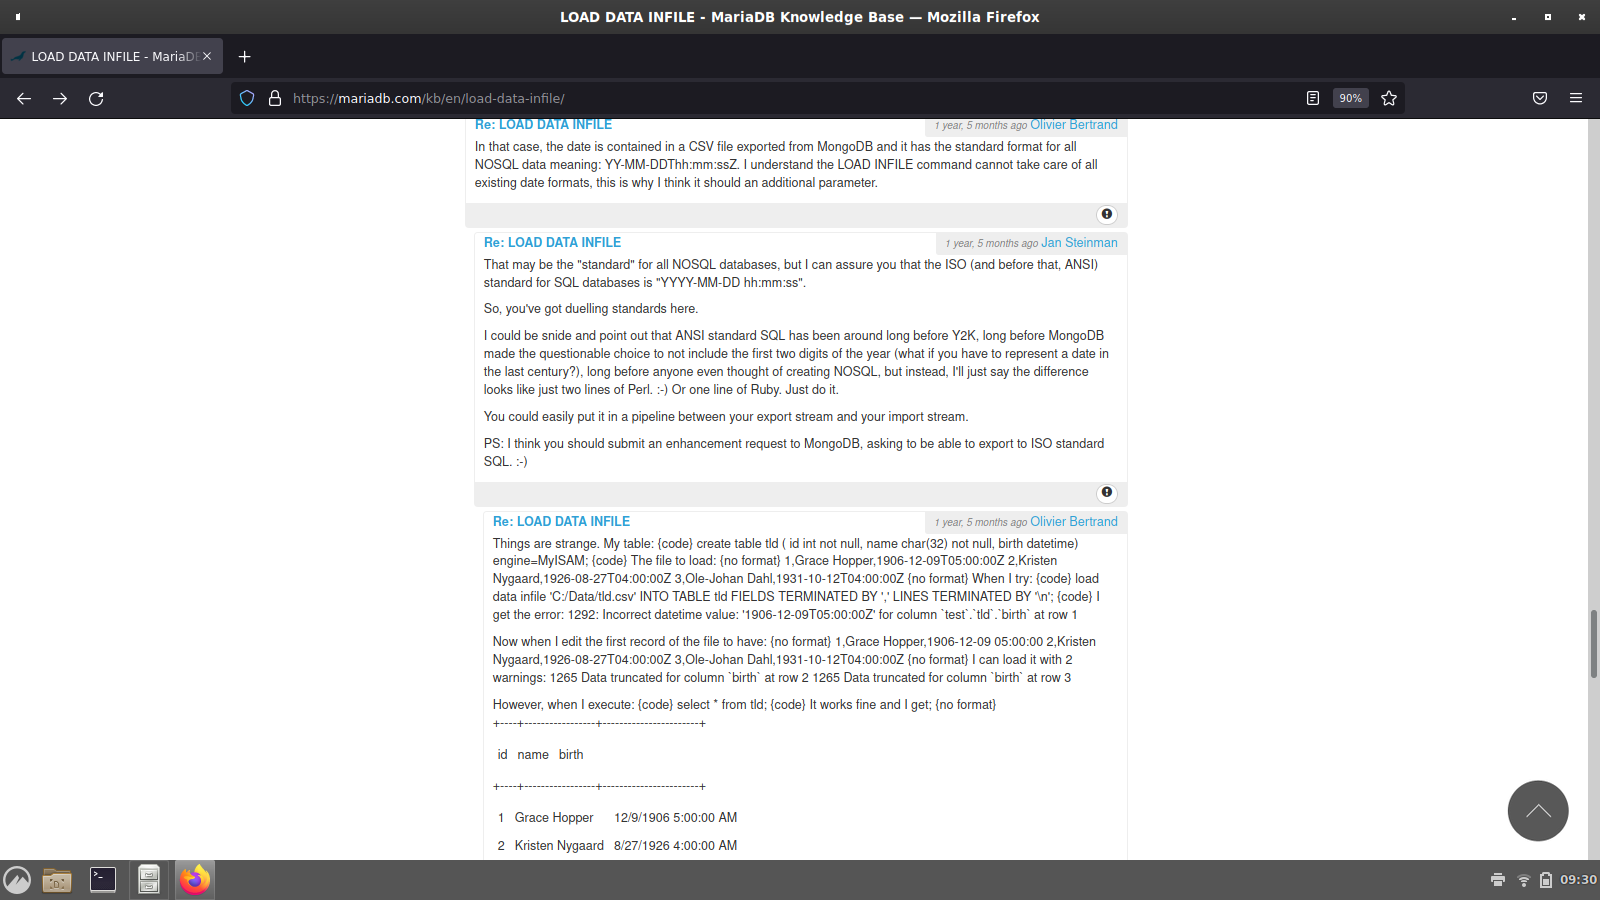 LOAD DATA INFILE - MariaDB Knowledge Base — Mozilla Firefox
LOAD DATA INFILE - MariaDB
https://mariadb.com/kb/en/load-data-infile/
90%
Re: LOAD DATA INFILE
1 year, 5 months ago Olivier Bertrand
In that case, the date is contained in a CSV file exported from MongoDB and it has the standard format for all
NOSQL data meaning: YY-MM-DDThh:mm:ssZ. I understand the LOAD INFILE command cannot take care of all
existing date formats, this is why I think it should an additional parameter.
Re: LOAD DATA INFILE
1 year, 5 months ago Jan Steinman
That may be the "standard" for all NOSQL databases, but I can assure you that the ISO (and before that, ANSI)
standard for SQL databases is "YYYY-MM-DD hh:mm:ss".
So, you've got duelling standards here.
I could be snide and point out that ANSI standard SQL has been around long before Y2K, long before MongoDB
made the questionable choice to not include the first two digits of the year (what if you have to represent a date in
the last century?), long before anyone even thought of creating NOSQL, but instead, I'll just say the difference
looks like just two lines of Perl. :-) Or one line of Ruby. Just do it.
You could easily put it in a pipeline between your export stream and your import stream.
PS: I think you should submit an enhancement request to MongoDB, asking to be able to export to ISO standard
SQL. :-)
Re: LOAD DATA INFILE
1 year, 5 months ago Olivier Bertrand
Things are strange. My table: {code} create table tld ( id int not null, name char(32) not null, birth datetime)
engine=MyISAM; {code} The file to load: {no format} 1,Grace Hopper,1906-12-09T05:00:00Z 2,Kristen
Nygaard,1926-08-27T04:00:00Z 3,Ole-Johan Dahl,1931-10-12T04:00:00Z {no format} When I try: {code} load
data infile 'C:/Data/tld.csv' INTO TABLE tld FIELDS TERMINATED BY ',' LINES TERMINATED BY '\n'; {code} I
get the error: 1292: Incorrect datetime value: '1906-12-09T05:00:00Z' for column `test`.`tld`.`birth` at row 1
Now when I edit the first record of the file to have: {no format} 1,Grace Hopper,1906-12-09 05:00:00 2,Kristen
Nygaard,1926-08-27T04:00:00Z 3,Ole-Johan Dahl,1931-10-12T04:00:00Z {no format} I can load it with 2
warnings: 1265 Data truncated for column `birth` at row 2 1265 Data truncated for column `birth` at row 3
However, when I execute: {code} select * from tld; {code} It works fine and I get; {no format}
+----+-----------------+-----------------------+
id name birth
+----+-----------------+-----------------------+
1 Grace Hopper 12/9/1906 5:00:00 AM
2 Kristen Nygaard 8/27/1926 4:00:00 AM
09:30